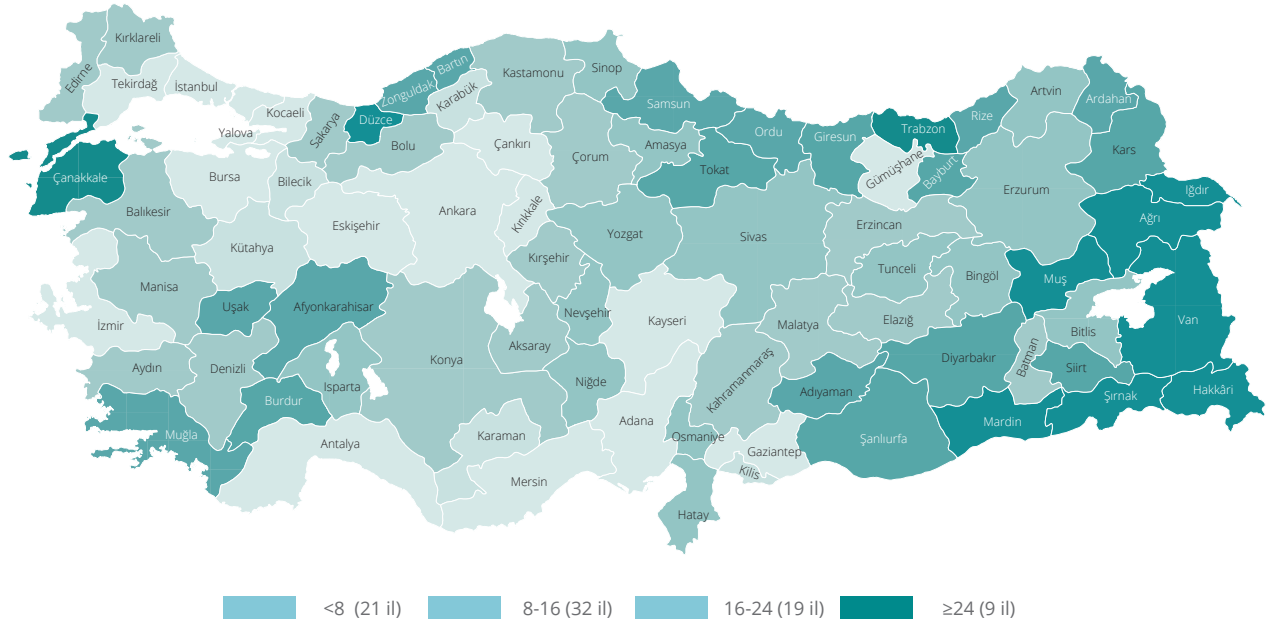 Kırklareli
Edirne
Tekirdağ
İstanbul
Kocaeli
Yalova
Sakarya
Düzce
Zonguldak
Bartın
Karabük
Kastamonu
Sinop
Samsun
Ordu
Giresun
Trabzon
Rize
Artvin
Ardahan
Kars
Çanakkale
Balıkesir
Bursa
Bilecik
Bolu
Çankırı
Çorum
Amasya
Tokat
Gümüşhane
Bayburt
Erzurum
Iğdır
Ağrı
Kütahya
Eskişehir
Ankara
Kırıkkale
Kırşehir
Yozgat
Sivas
Erzincan
Tunceli
Bingöl
Muş
Van
Manisa
Uşak
Afyonkarahisar
İzmir
Aydın
Denizli
Isparta
Burdur
Muğla
Antalya
Konya
Aksaray
Nevşehir
Niğde
Kayseri
Malatya
Elazığ
Diyarbakır
Batman
Bitlis
Siirt
Şırnak
Hakkâri
Karaman
Mersin
Adana
Kahramanmaraş
Osmaniye
Hatay
Gaziantep
Kilis
Adıyaman
Şanlıurfa
Mardin
<8 (21 il)
8-16 (32 il)
16-24 (19 il)
≥24 (9 il)